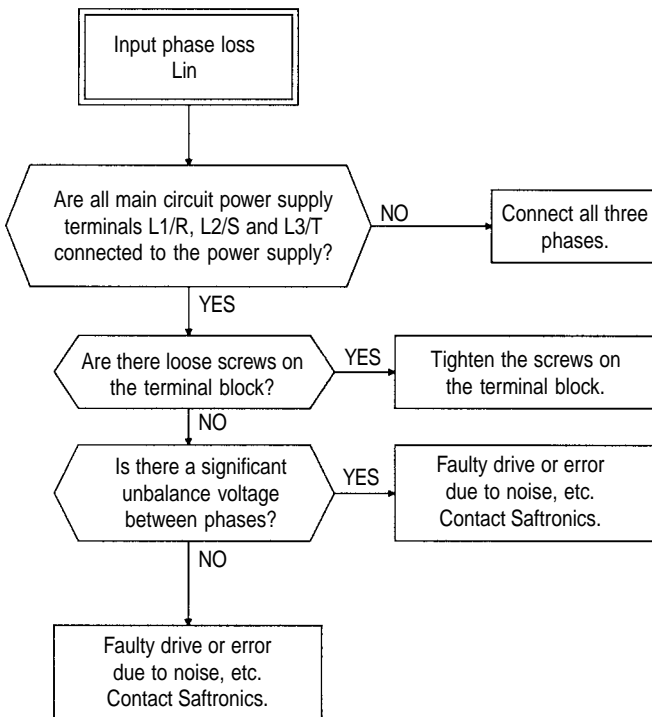 Input phase loss
Lin
Are all main circuit power supply
terminals L1/R, L2/S and L3/T
connected to the power supply?
NO
Connect all three
phases.
YES
Are there loose screws on
the terminal block?
YES
Tighten the screws on
the terminal block.
NO
Is there a significant
unbalance voltage
between phases?
YES
Faulty drive or error
due to noise, etc.
Contact Saftronics.
NO
Faulty drive or error
due to noise, etc.
Contact Saftronics.